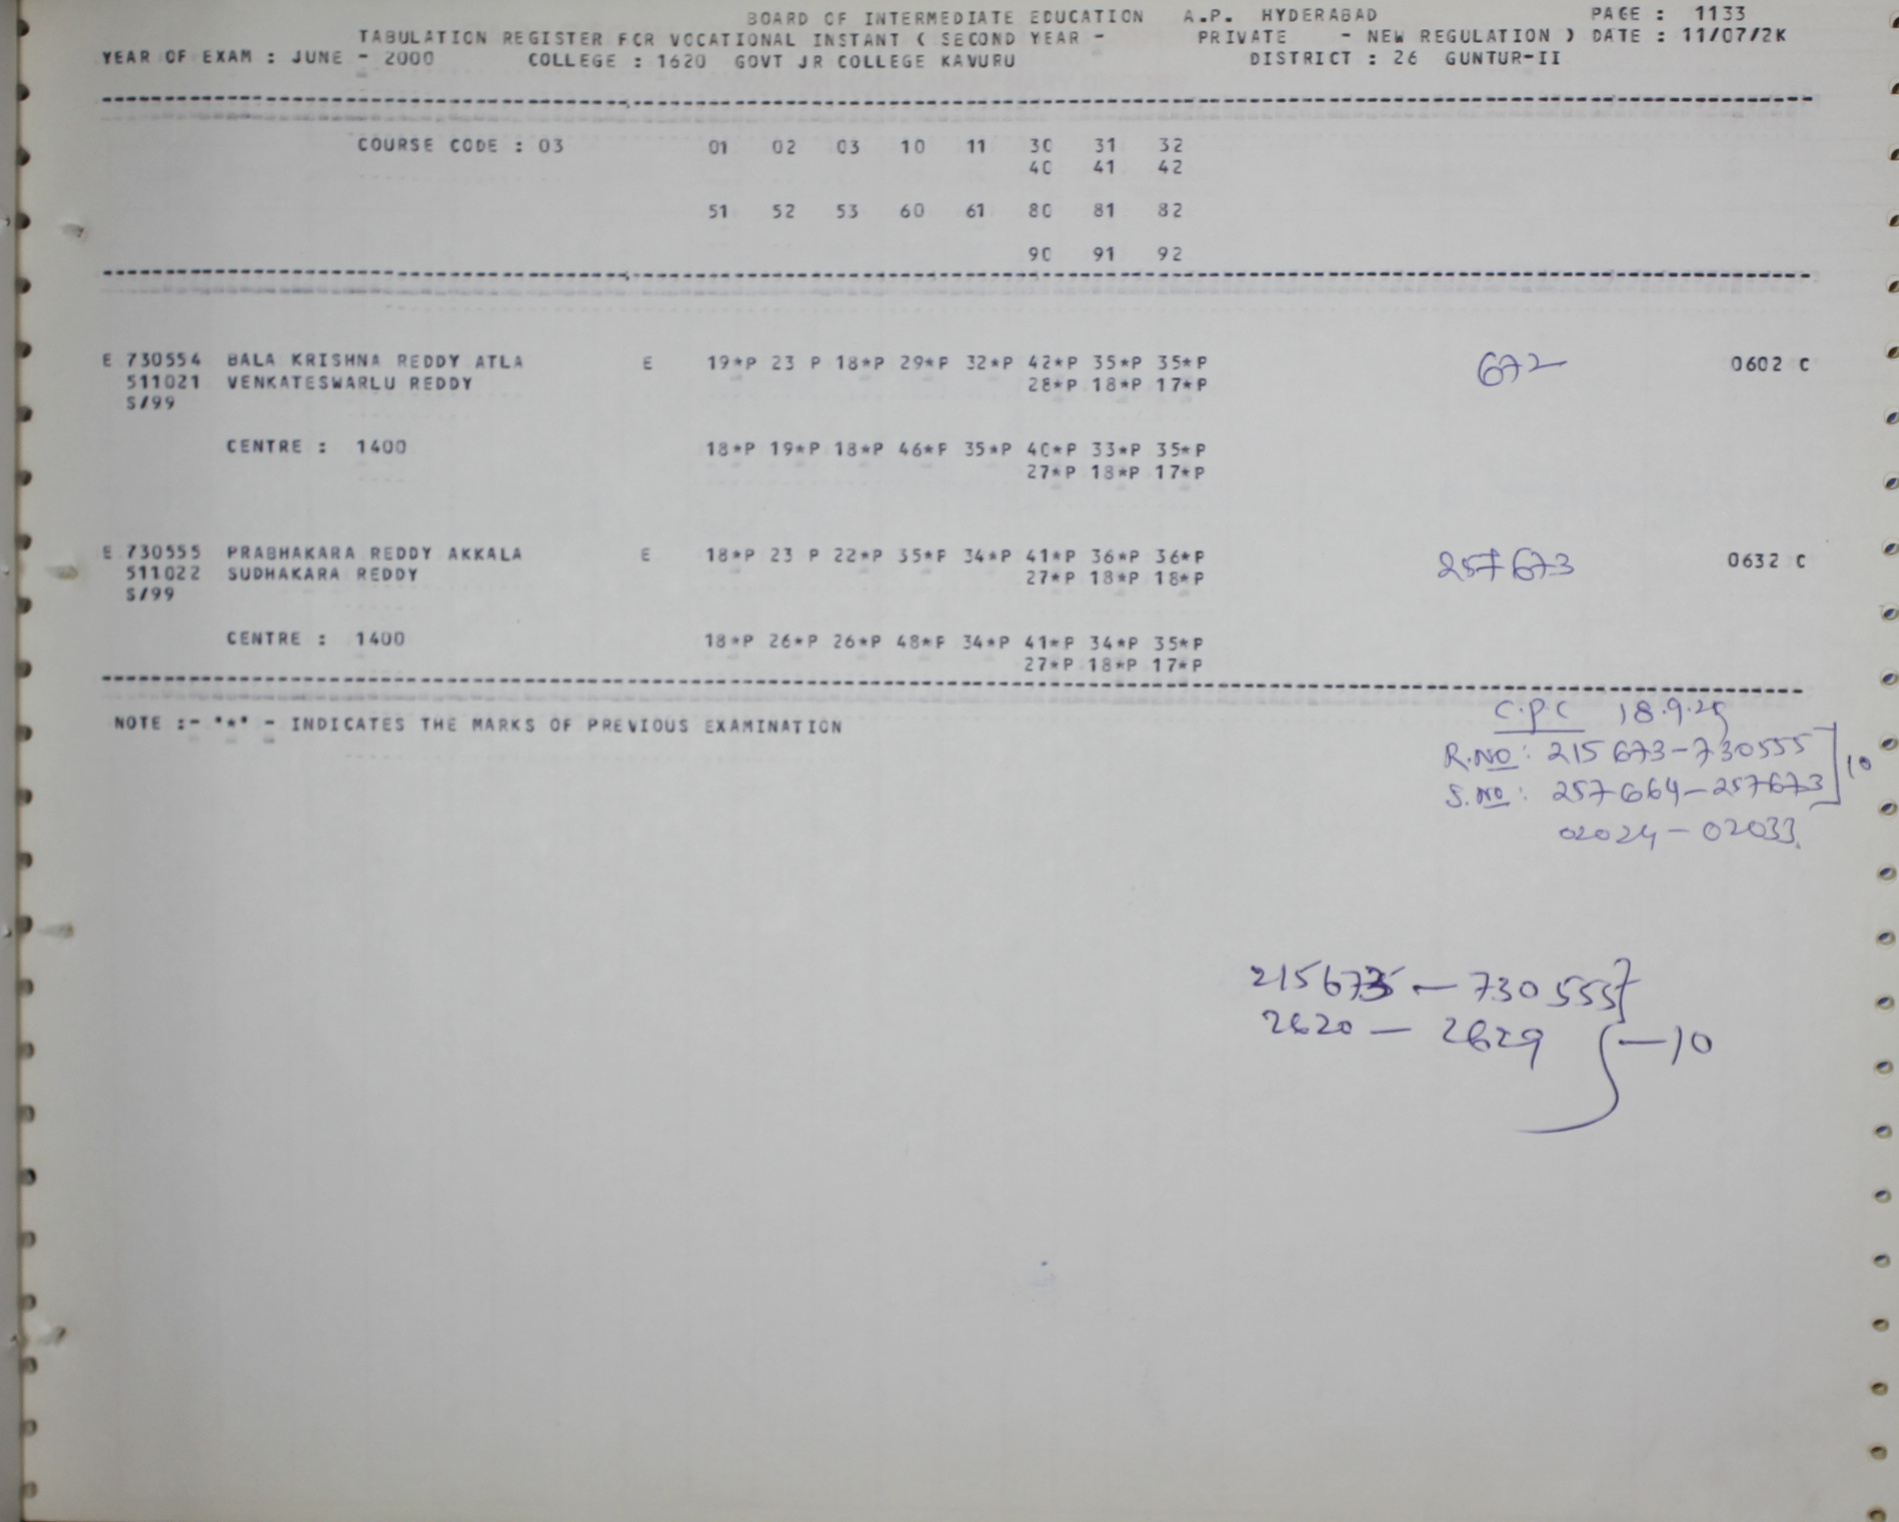 BOARD OF INTERMEDIATE EDUCATION A.P. HYDERABAD PAGE : 1133
TABULATION REGISTER FOR VOCATIONAL INSTANT ( SECOND YEAR - PRIVATE - NEW REGULATION ) DATE : 11/07/2K
YEAR OF EXAM : JUNE - 2000 COLLEGE : 1620 GOVT JR COLLEGE KAVURU DISTRICT : 26 GUNTUR-II
COURSE CODE : 03 01 02 03 10 11 30 31 32
40 41 42
51 52 53 60 61 80 81 82
90 91 92
E 730554 BALA KRISHNA REDDY ATLA E 19*P 23 P 18*P 29*P 32*P 42*P 35*P 35*P 672 0602 C
511021 VENKATESWARLU REDDY 28*P 18*P 17*P
S/99
CENTRE : 1400 18*P 19*P 18*P 46*P 35*P 40*P 33*P 35*P
27*P 18*P 17*P
E 730555 PRABHAKARA REDDY AKKALA E 18*P 23 P 22*P 35*P 34*P 41*P 36*P 36*P 257673 0632 C
511022 SUDHAKARA REDDY 27*P 18*P 18*P
S/99
CENTRE : 1400 18*P 26*P 26*P 48*P 34*P 41*P 34*P 35*P
27*P 18*P 17*P
NOTE :- "*" - INDICATES THE MARKS OF PREVIOUS EXAMINATION
C.P.C 18.9.25
R.NO: 215673-730555 ] 10
S.NO: 257664-257673
02024-02033
215673 - 730555
2620 - 2629 } -10